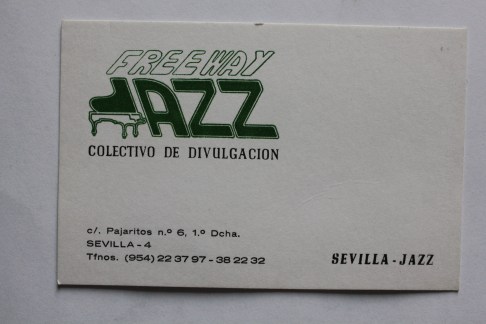 FREEWAY
JAZZ
COLECTIVO DE DIVULGACION
c/. Pajaritos n.º 6, 1.º Dcha.
SEVILLA - 4
Tfnos. (954) 22 37 97 - 38 22 32
SEVILLA - JAZZ